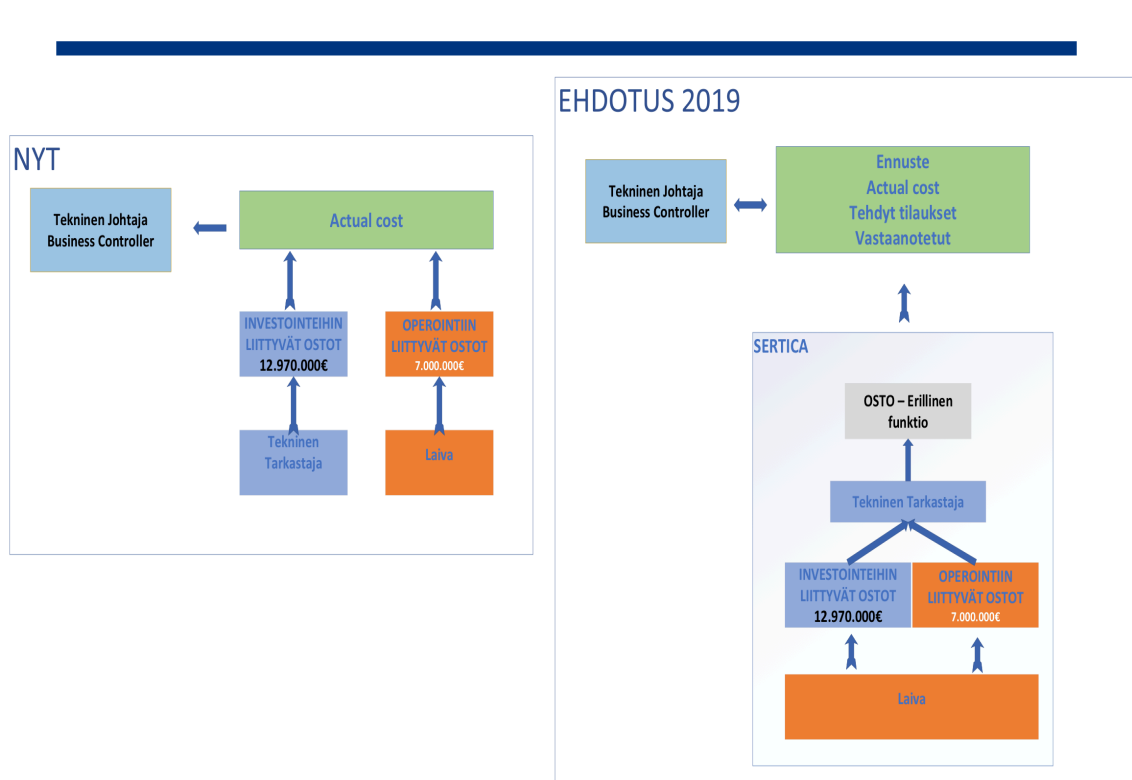 NYT
Tekninen Johtaja
Business Controller
Actual cost
INVESTOINTEIHIN
LIITTYVÄT OSTOT
12.970.000€
OPEROINTIIN
LIITTYVÄT OSTOT
7.000.000€
Tekninen
Tarkastaja
Laiva
EHDOTUS 2019
Tekninen Johtaja
Business Controller
Ennuste
Actual cost
Tehdyt tilaukset
Vastaanotetut
SERTICA
OSTO – Erillinen
funktio
Tekninen Tarkastaja
INVESTOINTEIHIN
LIITTYVÄT OSTOT
12.970.000€
OPEROINTIIN
LIITTYVÄT OSTOT
7.000.000€
Laiva